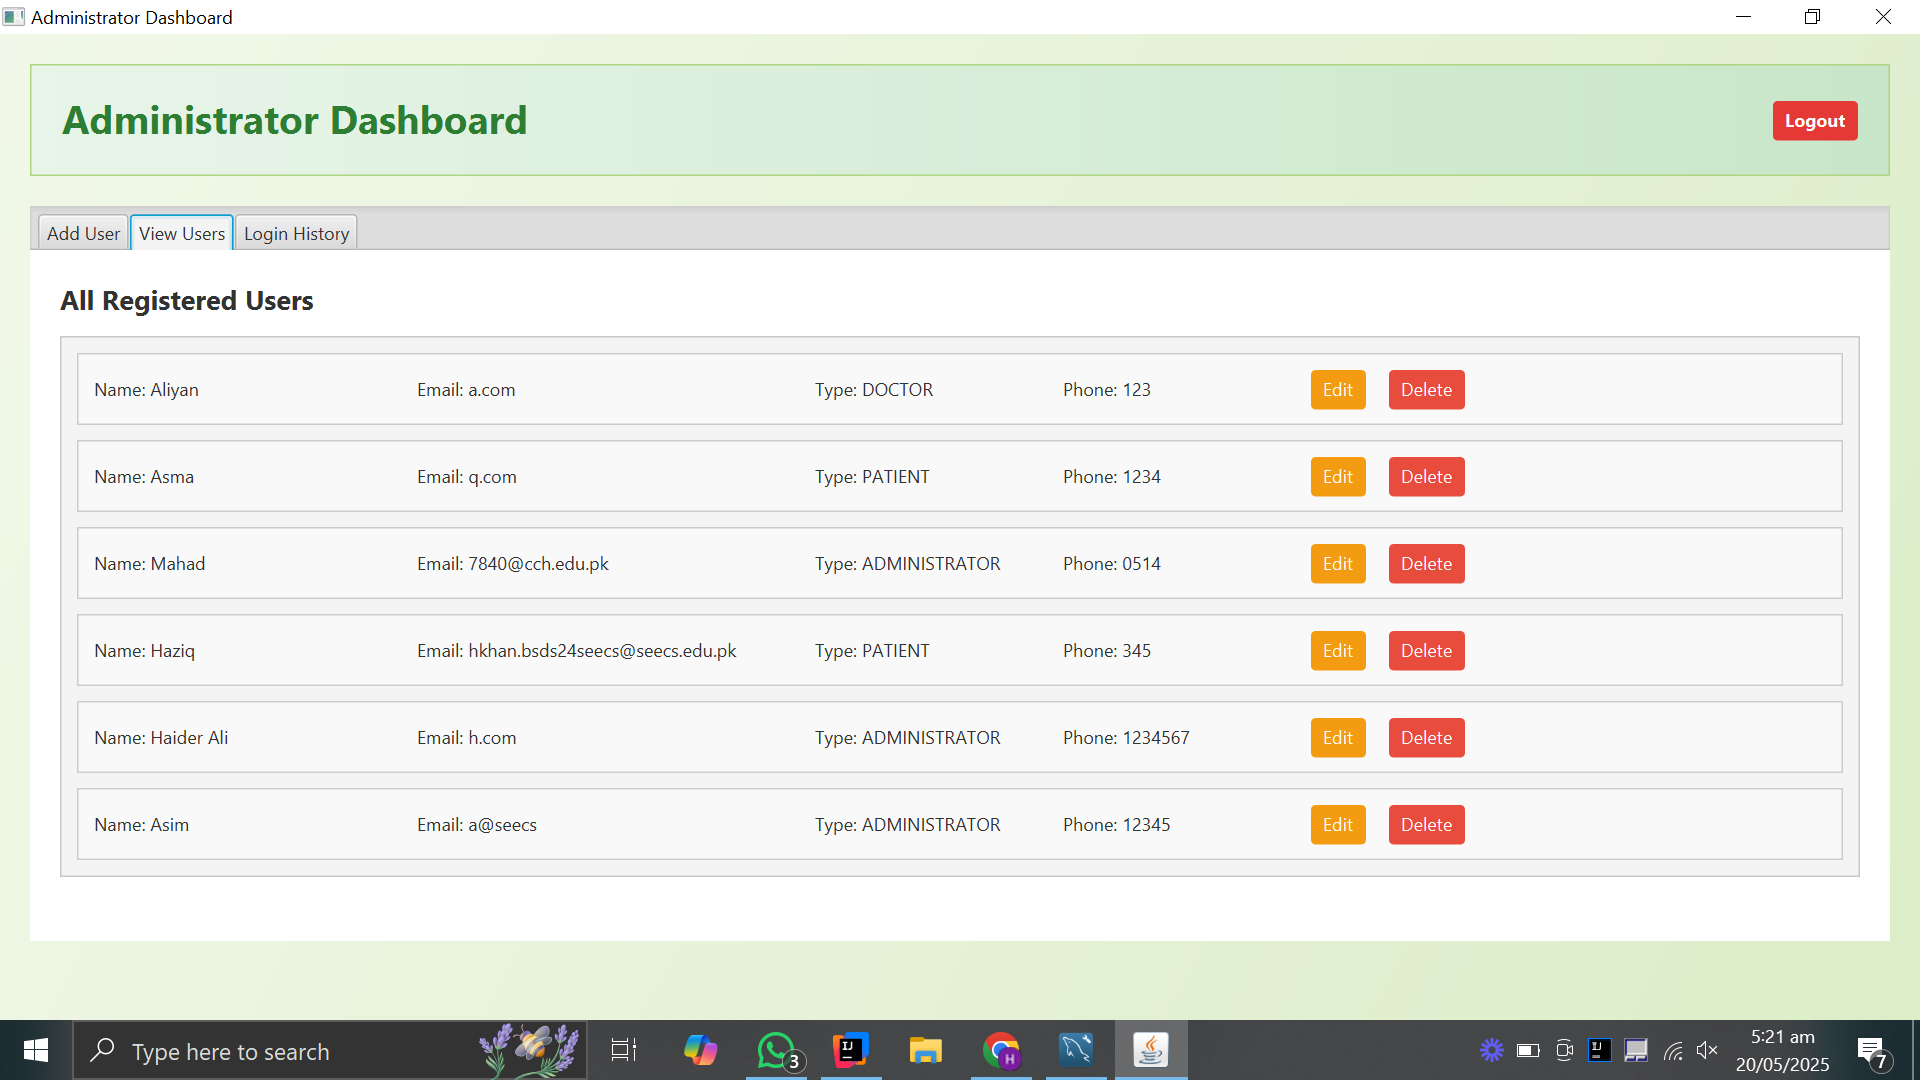 Administrator Dashboard
Administrator Dashboard
Logout
Add User View Users Login History
All Registered Users
Name: Aliyan Email: a.com Type: DOCTOR Phone: 123 Edit Delete
Name: Asma Email: q.com Type: PATIENT Phone: 1234 Edit Delete
Name: Mahad Email: 7840@cch.edu.pk Type: ADMINISTRATOR Phone: 0514 Edit Delete
Name: Haziq Email: hkhan.bsds24seecs@seecs.edu.pk Type: PATIENT Phone: 345 Edit Delete
Name: Haider Ali Email: h.com Type: ADMINISTRATOR Phone: 1234567 Edit Delete
Name: Asim Email: a@seecs Type: ADMINISTRATOR Phone: 12345 Edit Delete
Type here to search
3
IJ
H
IJ
5:21 am
20/05/2025
7